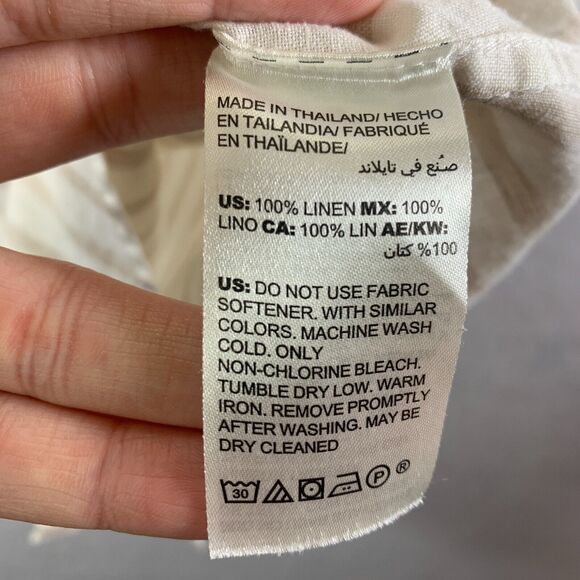 MADE IN THAILAND/ HECHO
EN TAILANDIA/ FABRIQUÉ
EN THAÏLANDE/
صنع في تايلاند
US: 100% LINEN MX: 100%
LINO CA: 100% LIN AE/KW:
100% كتان
US: DO NOT USE FABRIC
SOFTENER. WITH SIMILAR
COLORS. MACHINE WASH
COLD. ONLY
NON-CHLORINE BLEACH.
TUMBLE DRY LOW. WARM
IRON. REMOVE PROMPTLY
AFTER WASHING. MAY BE
DRY CLEANED
30 P ®